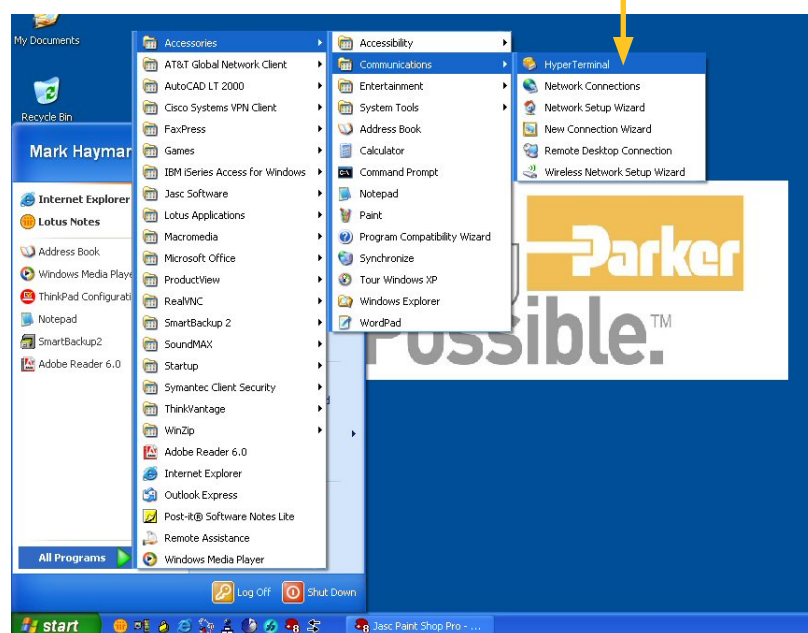 My Documents
Recycle Bin
Mark Haymar
Internet Explorer
Lotus Notes
Address Book
Windows Media Playe
ThinkPad Configurati
Notepad
SmartBackup2
Adobe Reader 6.0
All Programs
Accessories
AT&T Global Network Client
AutoCAD LT 2000
Cisco Systems VPN Client
FaxPress
Games
IBM iSeries Access for Windows
Jasc Software
Lotus Applications
Macromedia
Microsoft Office
ProductView
RealVNC
SmartBackup 2
SoundMAX
Startup
Symantec Client Security
ThinkVantage
WinZip
Adobe Reader 6.0
Internet Explorer
Outlook Express
Post-it® Software Notes Lite
Remote Assistance
Windows Media Player
Accessibility
Communications
Entertainment
System Tools
Address Book
Calculator
Command Prompt
Notepad
Paint
Program Compatibility Wizard
Synchronize
Tour Windows XP
Windows Explorer
WordPad
HyperTerminal
Network Connections
Network Setup Wizard
New Connection Wizard
Remote Desktop Connection
Wireless Network Setup Wizard
Parker
Possible.™
Log Off
Shut Down
start
Jasc Paint Shop Pro - ...